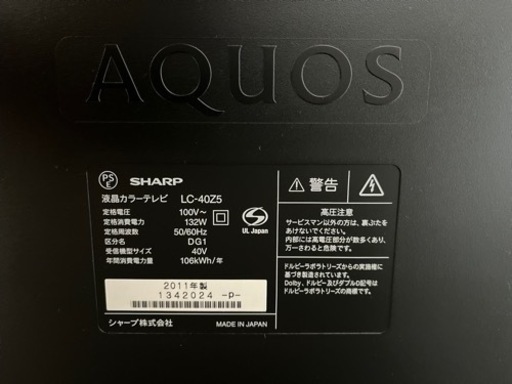 AQUOS
PS E
SHARP
液晶カラーテレビ LC-40Z5
定格電圧 100V～
定格消費電力 132W
定格周波数 50/60Hz
区分名 DG1
受信機型サイズ 40V
年間消費電力量 106kWh/年
UL Japan
2011年製
1342024 -P-
シャープ株式会社 MADE IN JAPAN
警告
高圧注意
サービスマン以外の方は、裏ぶたを
あけないでください。
内部には高電圧部分が数多くあり、
万一さわると危険です。
ドルビーラボラトリーズからの実施権に
基づき製造されています。
Dolby、ドルビー及びダブルD記号は
ドルビーラボラトリーズの商標です。